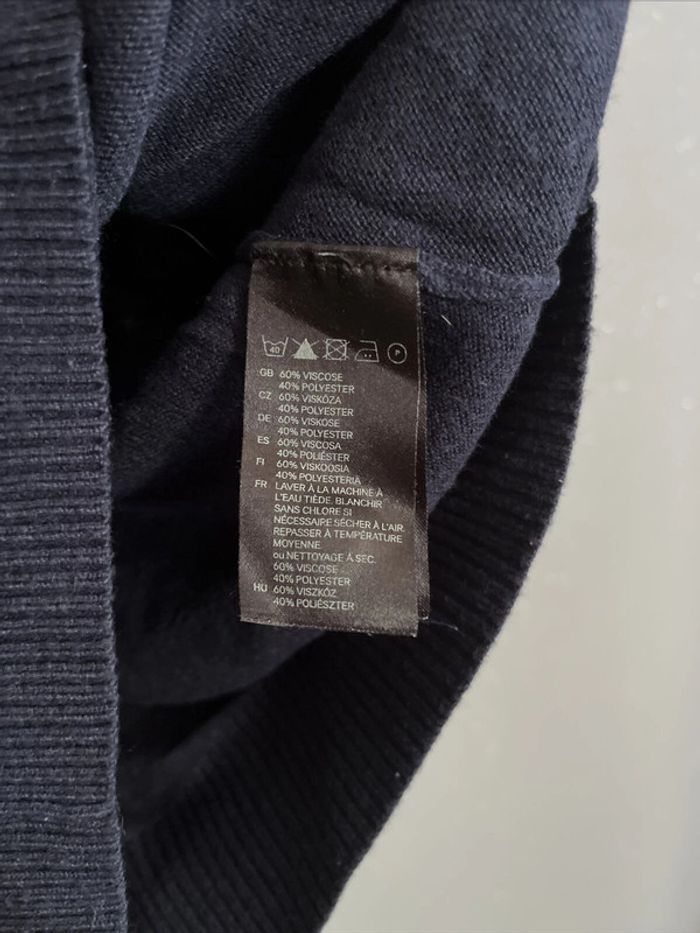 40 P
GB 60% VISCOSE
40% POLYESTER
CZ 60% VISKÓZA
40% POLYESTER
DE 60% VISKOSE
40% POLYESTER
ES 60% VISCOSA
40% POLIÉSTER
FI 60% VISKOOSIA
40% POLYESTERIA
FR LAVER À LA MACHINE À
L'EAU TIÈDE. BLANCHIR
SANS CHLORE SI
NÉCESSAIRE SÉCHER À L'AIR.
REPASSER À TEMPÉRATURE
MOYENNE
ou NETTOYAGE À SEC.
60% VISCOSE
40% POLYESTER
HU 60% VISZKÓZ
40% POLIÉSZTER